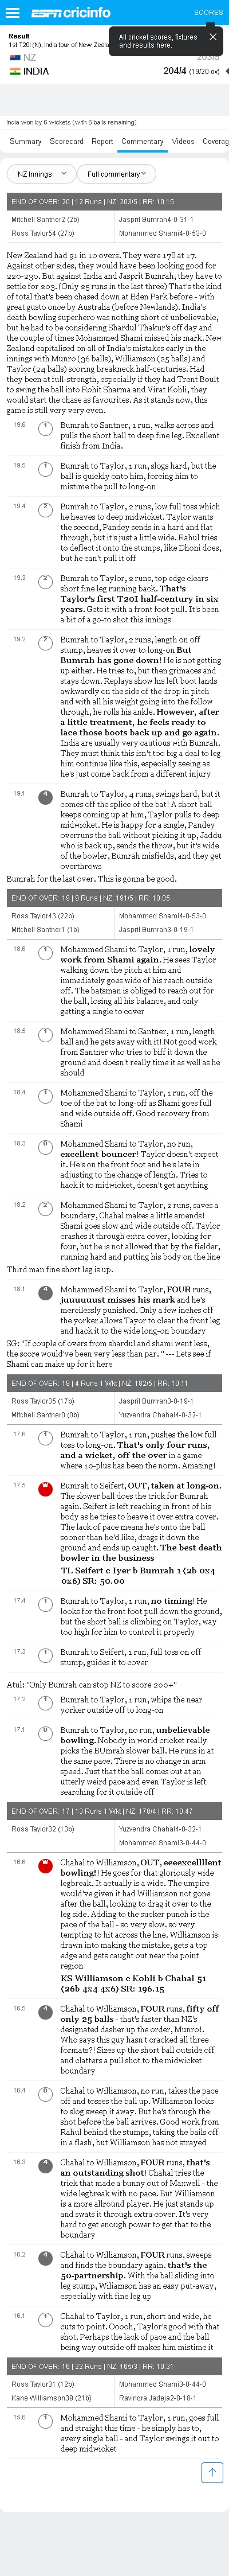 ESPN cricinfo
SCORES
All cricket scores, fixtures
and results here.
Result
1st T20I (N), India tour of New Zeala
NZ
203/5
INDIA
204/4 (19/20 ov)
India won by 6 wickets (with 6 balls remaining)
Summary Scorecard Report Commentary Videos Coverag
NZ Innings
Full commentary
END OF OVER: 20 | 12 Runs | NZ: 203/5 | RR: 10.15
Mitchell Santner2 (2b)
Jasprit Bumrah4-0-31-1
Ross Taylor54 (27b)
Mohammed Shami4-0-53-0
New Zealand had 91 in 10 overs. They were 178 at 17.
Against other sides, they would have been looking for good for
220-230. But against India and Jasprit Bumrah, they have to
settle for 203. (Only 25 runs in the last three) That's the kind
of total that's been chased down at Eden Park before - with
great gusto by Australia (before Newlands). India's
death bowling superhero was nothing short of unbelievable,
but he had to be considering Shardul Thakur's off day and
the couple of times Mohammad Shami missed his mark. New
Zealand capitalised on all of India's mistake early in the
innings with Munro (36 balls), Williamson (25 balls) and
Taylor (24 balls) scoring breakneck half-centuries. Had
they been at full-strength, especially if they had Trent Boult
to swing the ball into Rohit Sharma and Virat Kohli, they
would start the chase as favourites. As it stands now, this
game is still very very even.
19.6
1
Bumrah to Santner, 1 run, walks across and
pulls the short ball to deep fine leg. Excellent
finish from India.
19.5
1
Bumrah to Taylor, 1 run, slogs hard, but the
ball is quickly onto him, forcing him to
mistime the pull to long-on
19.4
2
Bumrah to Taylor, 2 runs, low full toss which
he heaves to deep midwicket. Taylor wants
the second, Pandey sends in a hard and flat
through, but it's just a little wide. Rahul tries
to deflect it onto the stumps, like Dhoni does,
but he can't pull it off
19.3
2
Bumrah to Taylor, 2 runs, top edge clears
short fine leg running back. That's
Taylor's first T20I half-century in six
years. Gets it with a front foot pull. It's been
a bit of a go-to shot this innings
19.2
2
Bumrah to Taylor, 2 runs, length on off
stump, heaves it over to long-on But
Bumrah has gone down! He is not getting
up either. He tries to, but then grimaces and
stays down. Replays show his left boot lands
awkwardly on the side of the drop in pitch
and with all his weight going into the follow
through, he rolls his ankle. However, after
a little treatment, he feels ready to
lace those boots back up and go again.
India are usually very cautious with Bumrah.
They must think this isn't too big a deal to leg
him continue like this, especially seeing as
he's just come back from a different injury
19.1
4
Bumrah to Taylor, 4 runs, swings hard, but it
comes off the splice of the bat! A short ball
keeps coming up at him, Taylor pulls to deep
midwicket. He is happy for a single, Pandey
overruns the ball without picking it up, Jaddu
who is back up, sends the throw, but it's wide
of the bowler, Bumrah misfields, and they get
overthrows
Bumrah for the last over. This is gonna be good.
END OF OVER: 19 | 9 Runs | NZ: 191/5 | RR: 10.05
Ross Taylor43 (22b)
Mohammed Shami4-0-53-0
Mitchell Santner1 (1b)
Jasprit Bumrah3-0-19-1
18.6
1
Mohammed Shami to Taylor, 1 run, lovely
work from Shami again. He sees Taylor
walking down the pitch at him and
immediately goes wide of his reach outside
off. The batsman is obliged to reach out for
the ball, losing all his balance, and only
getting a single to cover
18.5
1
Mohammed Shami to Santner, 1 run, length
ball and he gets away with it! Not good work
from Santner who tries to biff it down the
ground and doesn't really time it as well as he
should
18.4
1
Mohammed Shami to Taylor, 1 run, off the
toe of the bat to long-off as Shami goes full
and wide outside off. Good recovery from
Shami
18.3
0
Mohammed Shami to Taylor, no run,
excellent bouncer! Taylor doesn't expect
it. He's on the front foot and he's late in
adjusting to the change of length. Tries to
hack it to midwicket, doesn't get anything
18.2
2
Mohammed Shami to Taylor, 2 runs, saves a
boundary, Chahal makes a little amends!
Shami goes slow and wide outside off. Taylor
crashes it through extra cover, looking for
four, but he is not allowed that by the fielder,
running hard and putting his body on the line
Third man fine short leg is up.
18.1
4
Mohammed Shami to Taylor, FOUR runs,
juuuuuust misses his mark and he's
mercilessly punished. Only a few inches off
the yorker allows Tayor to clear the front leg
and hack it to the wide long-on boundary
SG: "If couple of overs from shardul and shami went less,
the score would've been very less than par. " --- Lets see if
Shami can make up for it here
END OF OVER: 18 | 4 Runs 1 Wkt | NZ: 182/5 | RR: 10.11
Ross Taylor35 (17b)
Jasprit Bumrah3-0-19-1
Mitchell Santner0 (0b)
Yuzvendra Chahal4-0-32-1
17.6
1
Bumrah to Taylor, 1 run, pushes the low full
toss to long-on. That's only four runs,
and a wicket, off the over in a game
where 10-plus has been the norm. Amazing!
17.5
W
Bumrah to Seifert, OUT, taken at long-on.
The slower ball does the trick for Bumrah
again. Seifert is left reaching in front of his
body as he tries to heave it over extra cover.
The lack of pace means he's onto the ball
sooner than he'd like, drags it down the
ground and ends up caught. The best death
bowler in the business
TL Seifert c Iyer b Bumrah 1 (2b 0x4
0x6) SR: 50.00
17.4
1
Bumrah to Taylor, 1 run, no timing! He
looks for the front foot pull down the ground,
but the short ball is climbing on Taylor, way
too high for him to control it properly
17.3
1
Bumrah to Seifert, 1 run, full toss on off
stump, guides it to cover
Atul: "Only Bumrah can stop NZ to score 200+"
17.2
1
Bumrah to Taylor, 1 run, whips the near
yorker outside off to long-on
17.1
0
Bumrah to Taylor, no run, unbelievable
bowling. Nobody in world cricket really
picks the BUmrah slower ball. He runs in at
the same pace. There is no change in arm
speed. Just that the ball comes out at an
utterly weird pace and even Taylor is left
searching for it outside off
END OF OVER: 17 | 13 Runs 1 Wkt | NZ: 178/4 | RR: 10.47
Ross Taylor32 (13b)
Yuzvendra Chahal4-0-32-1
Mohammed Shami3-0-44-0
16.6
W
Chahal to Williamson, OUT, eeeexcellllent
bowling!! He goes for that gloriously wide
legbreak. It actually is a wide. The umpire
would've given it had Williamson not gone
after the ball, looking to drag it over to the
leg side. Adding to the sucker punch is the
pace of the ball - so very slow. so very
tempting to hit across the line. Williamson is
drawn into making the mistake, gets a top
edge and gets caught out near the point
region
KS Williamson c Kohli b Chahal 51
(26b 4x4 4x6) SR: 196.15
16.5
4
Chahal to Williamson, FOUR runs, fifty off
only 25 balls - that's faster than NZ's
designated dasher up the order, Munro!.
Who says this guy hasn't cracked all three
formats?! Sizes up the short ball outside off
and clatters a pull shot to the midwicket
boundary
16.4
0
Chahal to Williamson, no run, takes the pace
off and tosses the ball up. Williamson looks
to slog sweep it away. But he's through the
shot before the ball arrives. Good work from
Rahul behind the stumps, taking the bails off
in a flash, but Williamson has not strayed
16.3
4
Chahal to Williamson, FOUR runs, that's
an outstanding shot! Chahal tries the
trick that made a bunny out of Maxwell - the
wide legbreak with no pace. But Williamson
is a more allround player. He just stands up
and swats it through extra cover. It's very
hard to get enough power to get that to the
boundary
16.2
4
Chahal to Williamson, FOUR runs, sweeps
and finds the boundary again. that's the
50-partnership. With the ball sliding into
leg stump, Wiliamson has an easy put-away,
especially with fine leg up
16.1
1
Chahal to Taylor, 1 run, short and wide, he
cuts to point. Ooooh, Taylor's good with that
shot. Perhaps the lack of pace and the ball
being way outside off makes him mistime it
END OF OVER: 16 | 22 Runs | NZ: 165/3 | RR: 10.31
Ross Taylor31 (12b)
Mohammed Shami3-0-44-0
Kane Williamson39 (21b)
Ravindra Jadeja2-0-18-1
15.6
1
Mohammed Shami to Taylor, 1 run, goes full
and straight this time - he simply has to,
every single ball - and Taylor swings it out to
deep midwicket